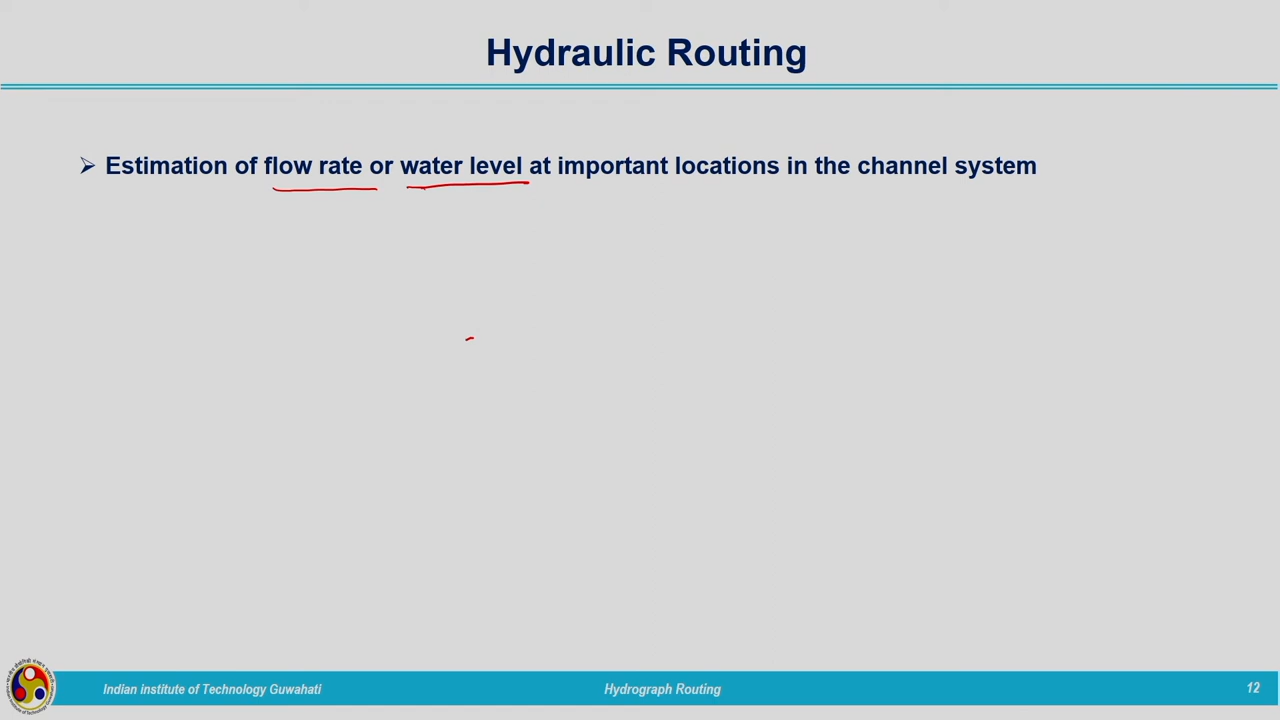 Hydraulic Routing
➢ Estimation of flow rate or water level at important locations in the channel system
Indian institute of Technology Guwahati
Hydrograph Routing
12